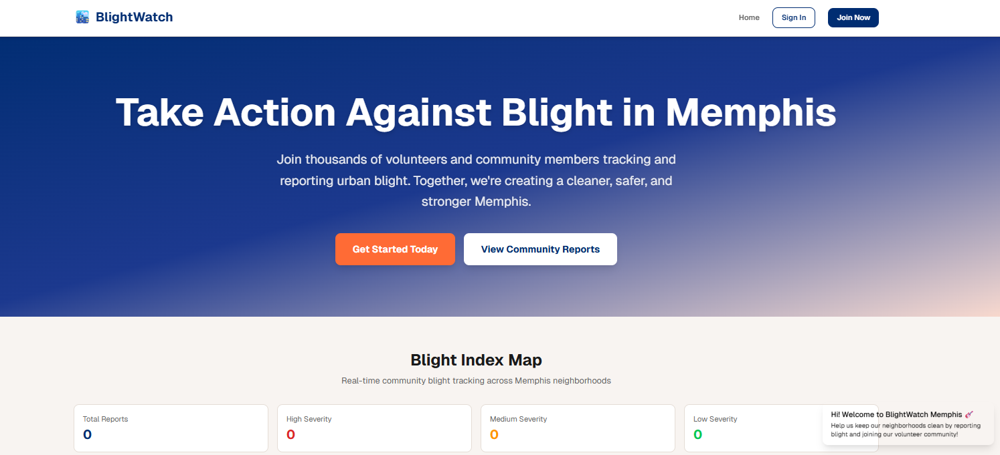 BlightWatch
Home
Sign In
Join Now
Take Action Against Blight in Memphis
Join thousands of volunteers and community members tracking and
reporting urban blight. Together, we're creating a cleaner, safer, and
stronger Memphis.
Get Started Today
View Community Reports
Blight Index Map
Real-time community blight tracking across Memphis neighborhoods
Total Reports
0
High Severity
0
Medium Severity
0
Low Severity
0
Hi! Welcome to BlightWatch Memphis 🎸
Help us keep our neighborhoods clean by reporting
blight and joining our volunteer community!